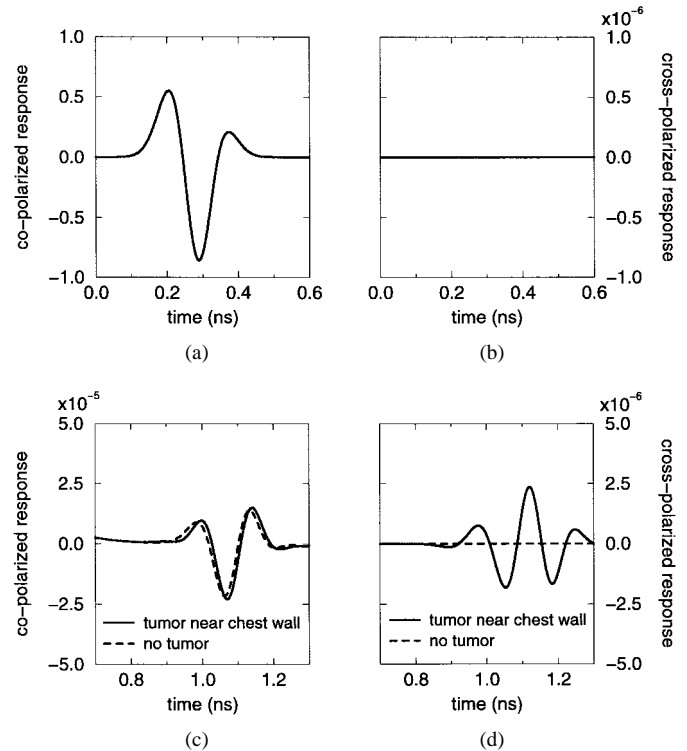 x10⁻⁶
1.0
0.5
0.0
−0.5
−1.0
co−polarized response
0.0 0.2 0.4 0.6
time (ns)
(a)
1.0
0.5
0.0
−0.5
−1.0
cross−polarized response
0.0 0.2 0.4 0.6
time (ns)
(b)
x10⁻⁵
5.0
2.5
0.0
−2.5
−5.0
co−polarized response
tumor near chest wall
no tumor
0.8 1.0 1.2
time (ns)
(c)
x10⁻⁶
5.0
2.5
0.0
−2.5
−5.0
cross−polarized response
tumor near chest wall
no tumor
0.8 1.0 1.2
time (ns)
(d)